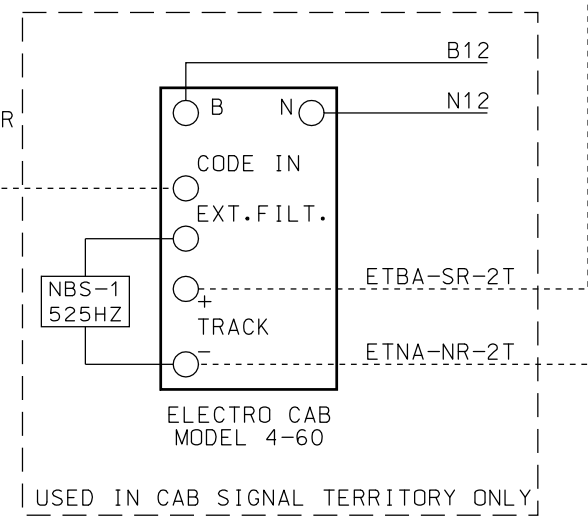 B12
B N N12
R
CODE IN
EXT.FILT.
ETBA-SR-2T
NBS-1
525HZ
+
TRACK
ETNA-NR-2T
-
ELECTRO CAB
MODEL 4-60
USED IN CAB SIGNAL TERRITORY ONLY